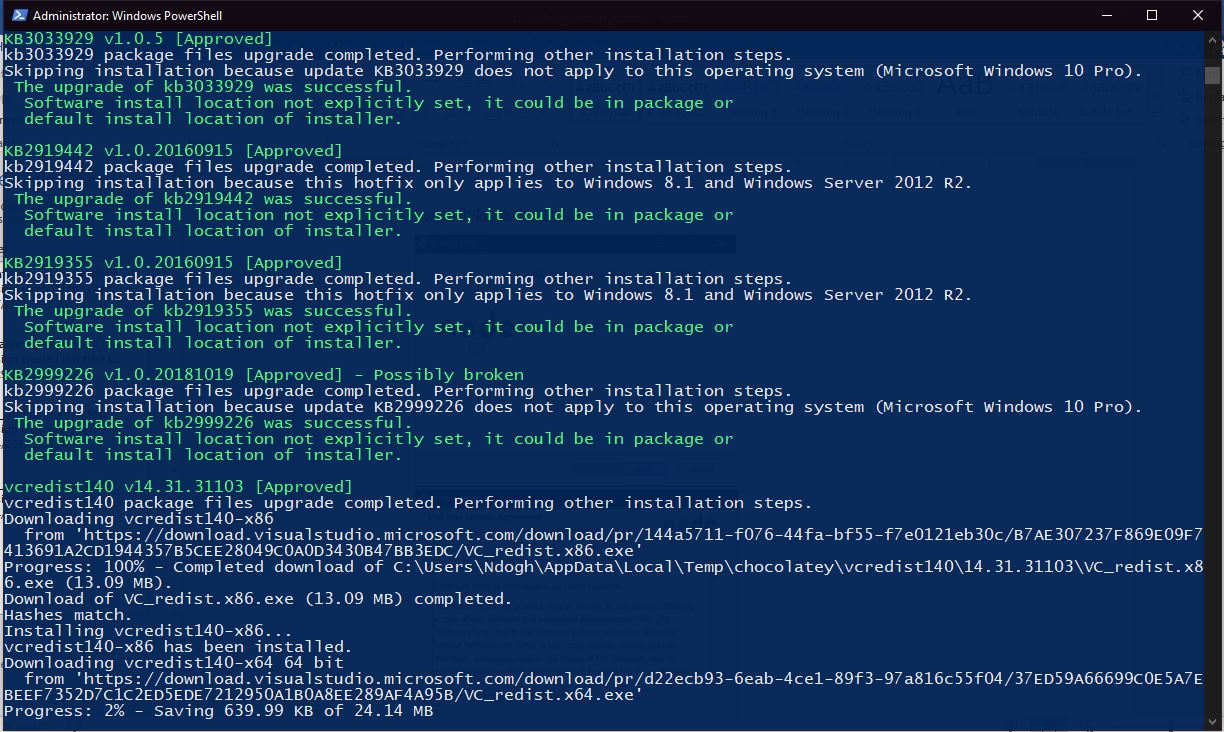 Administrator: Windows PowerShell
KB3033929 v1.0.5 [Approved]
kb3033929 package files upgrade completed. Performing other installation steps.
Skipping installation because update KB3033929 does not apply to this operating system (Microsoft Windows 10 Pro).
 The upgrade of kb3033929 was successful.
  Software install location not explicitly set, it could be in package or
  default install location of installer.
KB2919442 v1.0.20160915 [Approved]
kb2919442 package files upgrade completed. Performing other installation steps.
Skipping installation because this hotfix only applies to Windows 8.1 and Windows Server 2012 R2.
 The upgrade of kb2919442 was successful.
  Software install location not explicitly set, it could be in package or
  default install location of installer.
KB2919355 v1.0.20160915 [Approved]
kb2919355 package files upgrade completed. Performing other installation steps.
Skipping installation because this hotfix only applies to Windows 8.1 and Windows Server 2012 R2.
 The upgrade of kb2919355 was successful.
  Software install location not explicitly set, it could be in package or
  default install location of installer.
KB2999226 v1.0.20181019 [Approved] - Possibly broken
kb2999226 package files upgrade completed. Performing other installation steps.
Skipping installation because update KB2999226 does not apply to this operating system (Microsoft Windows 10 Pro).
 The upgrade of kb2999226 was successful.
  Software install location not explicitly set, it could be in package or
  default install location of installer.
vcredist140 v14.31.31103 [Approved]
vcredist140 package files upgrade completed. Performing other installation steps.
Downloading vcredist140-x86
  from 'https://download.visualstudio.microsoft.com/download/pr/144a5711-f076-44fa-bf55-f7e0121eb30c/B7AE307237F869E09F7
413691A2CD1944357B5CEE28049C0A0D3430B47BB3EDC/VC_redist.x86.exe'
Progress: 100% - Completed download of C:\Users\Ndogh\AppData\Local\Temp\chocolatey\vcredist140\14.31.31103\VC_redist.x8
6.exe (13.09 MB).
Download of VC_redist.x86.exe (13.09 MB) completed.
Hashes match.
Installing vcredist140-x86...
vcredist140-x86 has been installed.
Downloading vcredist140-x64 64 bit
  from 'https://download.visualstudio.microsoft.com/download/pr/d22ecb93-6eab-4ce1-89f3-97a816c55f04/37ED59A66699C0E5A7E
BEEF7352D7C1C2ED5EDE7212950A1B0A8EE289AF4A95B/VC_redist.x64.exe'
Progress: 2% - Saving 639.99 KB of 24.14 MB